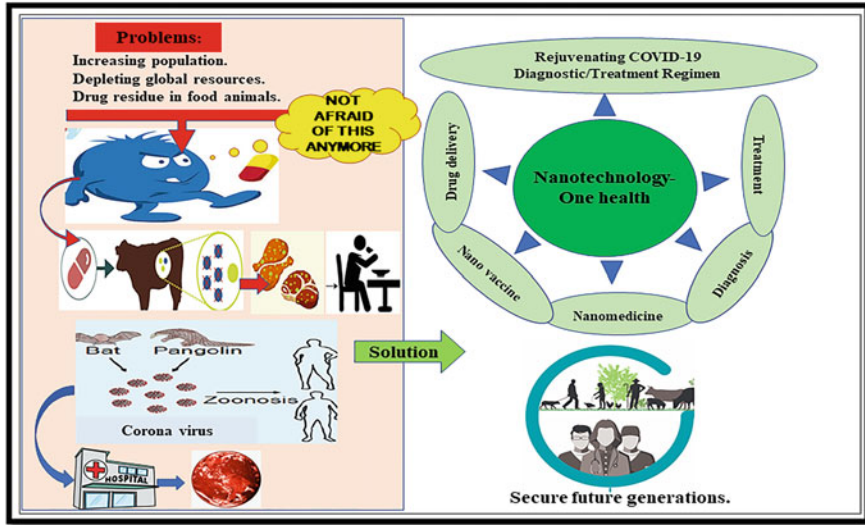 Problems:
Increasing population.
Depleting global resources.
Drug residue in food animals.
NOT
AFRAID
OF THIS
ANYMORE
Bat
Pangolin
Zoonosis
Corona virus
HOSPITAL
Solution
Rejuvenating COVID-19
Diagnostic/Treatment Regimen
Drug delivery
Treatment
Nanotechnology-
One health
Nano vaccine
Diagnosis
Nanomedicine
Secure future generations.